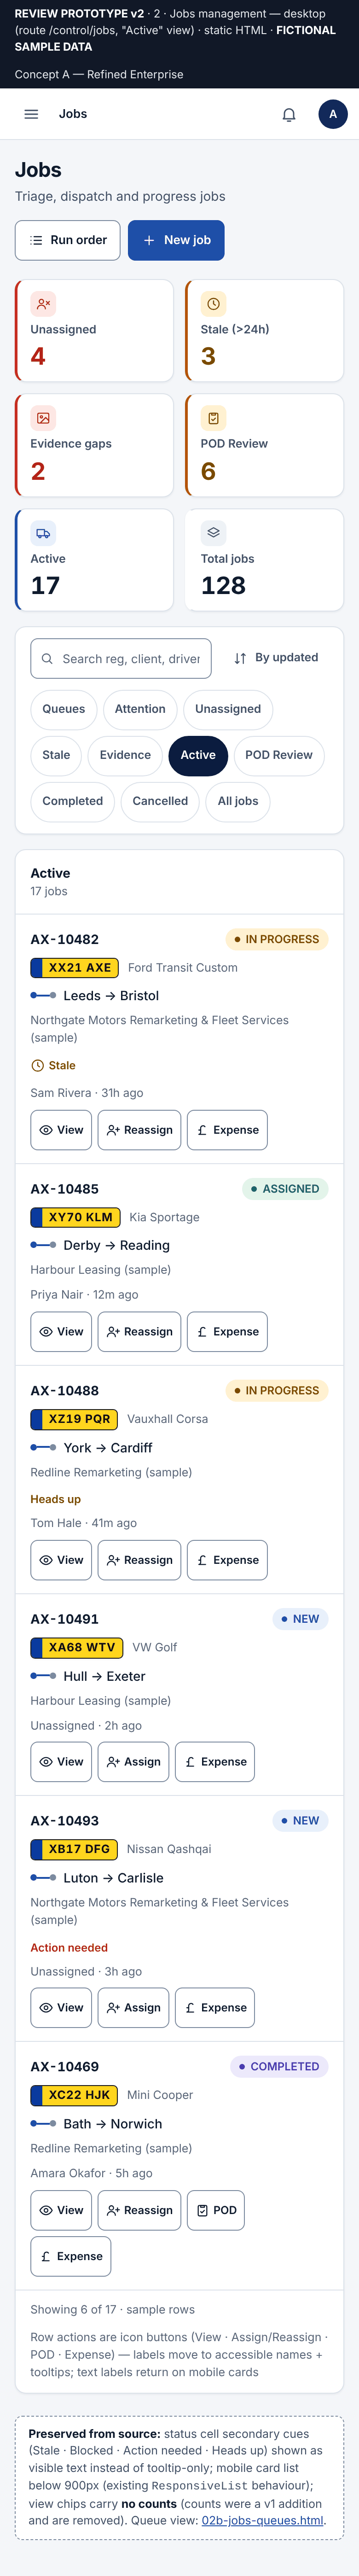 REVIEW PROTOTYPE v2 · 2 · Jobs management — desktop
(route /control/jobs, "Active" view) · static HTML · FICTIONAL
SAMPLE DATA
Concept A — Refined Enterprise
Jobs
A
Jobs
Triage, dispatch and progress jobs
Run order
New job
Unassigned
4
Stale (>24h)
3
Evidence gaps
2
POD Review
6
Active
17
Total jobs
128
Search reg, client, driver
By updated
Queues
Attention
Unassigned
Stale
Evidence
Active
POD Review
Completed
Cancelled
All jobs
Active
17 jobs
AX-10482
IN PROGRESS
XX21 AXE
Ford Transit Custom
Leeds → Bristol
Northgate Motors Remarketing & Fleet Services
(sample)
Stale
Sam Rivera · 31h ago
View
Reassign
£ Expense
AX-10485
ASSIGNED
XY70 KLM
Kia Sportage
Derby → Reading
Harbour Leasing (sample)
Priya Nair · 12m ago
View
Reassign
£ Expense
AX-10488
IN PROGRESS
XZ19 PQR
Vauxhall Corsa
York → Cardiff
Redline Remarketing (sample)
Heads up
Tom Hale · 41m ago
View
Reassign
£ Expense
AX-10491
NEW
XA68 WTV
VW Golf
Hull → Exeter
Harbour Leasing (sample)
Unassigned · 2h ago
View
Assign
£ Expense
AX-10493
NEW
XB17 DFG
Nissan Qashqai
Luton → Carlisle
Northgate Motors Remarketing & Fleet Services
(sample)
Action needed
Unassigned · 3h ago
View
Assign
£ Expense
AX-10469
COMPLETED
XC22 HJK
Mini Cooper
Bath → Norwich
Redline Remarketing (sample)
Amara Okafor · 5h ago
View
Reassign
POD
£ Expense
Showing 6 of 17 · sample rows
Row actions are icon buttons (View · Assign/Reassign ·
POD · Expense) — labels move to accessible names +
tooltips; text labels return on mobile cards
Preserved from source: status cell secondary cues
(Stale · Blocked · Action needed · Heads up) shown as
visible text instead of tooltip-only; mobile card list
below 900px (existing ResponsiveList behaviour);
view chips carry no counts (counts were a v1 addition
and are removed). Queue view: 02b-jobs-queues.html.